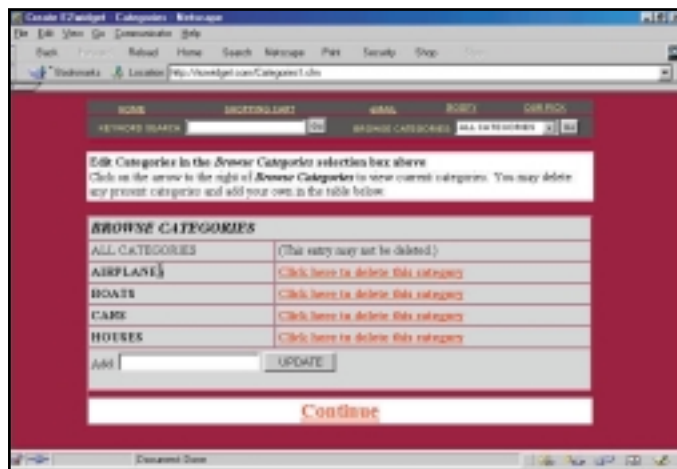 Create EZwidget - Categories - Netscape
File Edit View Go Communicator Help
Back Reload Home Search Netscape Print Security Shop Stop
Bookmarks Location
HOME SHOPPING CART EMAIL OUR PICK
KEYWORD SEARCH Go BROWSE CATEGORIES ALL CATEGORIES Go
Edit Categories in the Browse Categories selection box above
Click on the arrow to the right of Browse Categories to view current categories. You may delete
any present categories and add your own in the table below.
BROWSE CATEGORIES
ALL CATEGORIES (This entry may not be deleted.)
AIRPLANES Click here to delete this category
BOATS Click here to delete this category
CARS Click here to delete this category
HOUSES Click here to delete this category
Add: UPDATE
Continue
Document Done